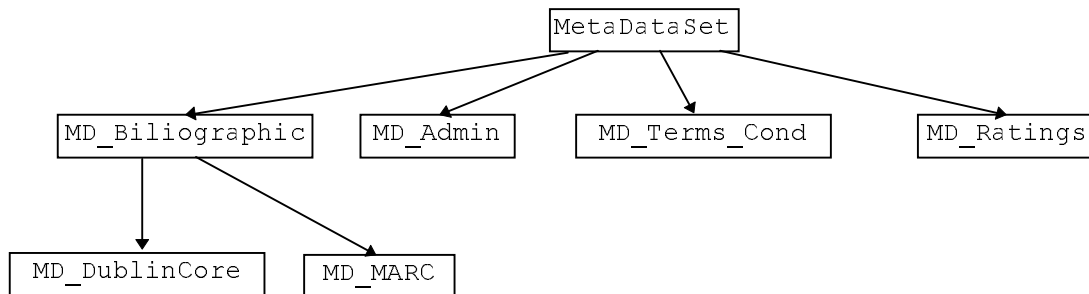 MetaDataSet
MD_Biliographic
MD_Admin
MD_Terms_Cond
MD_Ratings
MD_DublinCore
MD_MARC